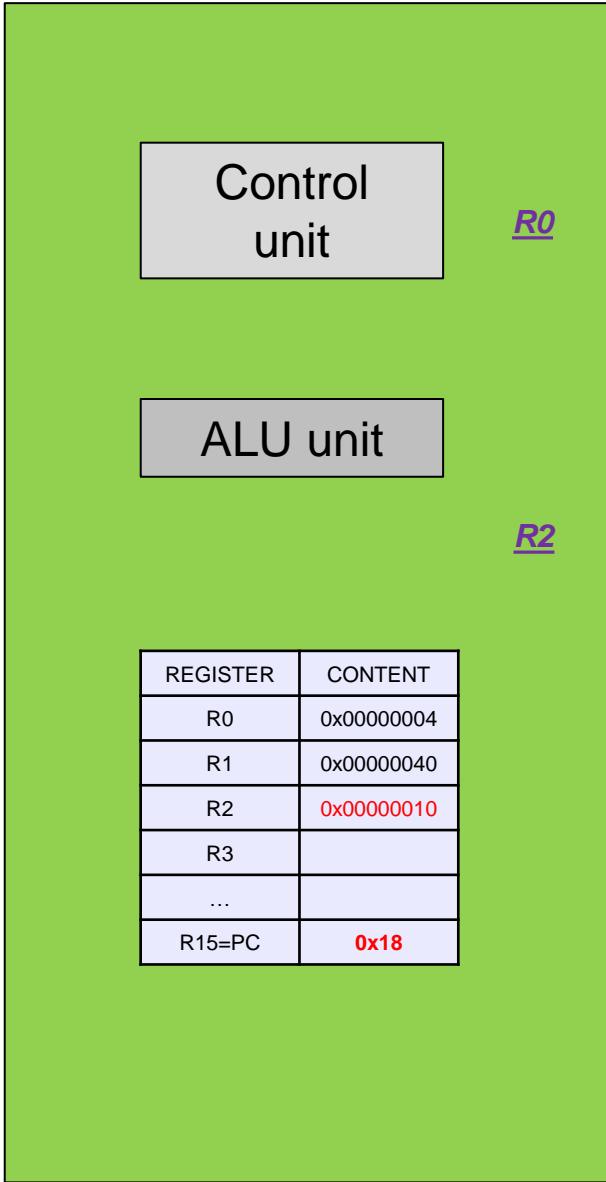 Control
unit
R0
ALU unit
R2
REGISTER CONTENT
R0 0x00000004
R1 0x00000040
R2 0x00000010
R3
…
R15=PC 0x18